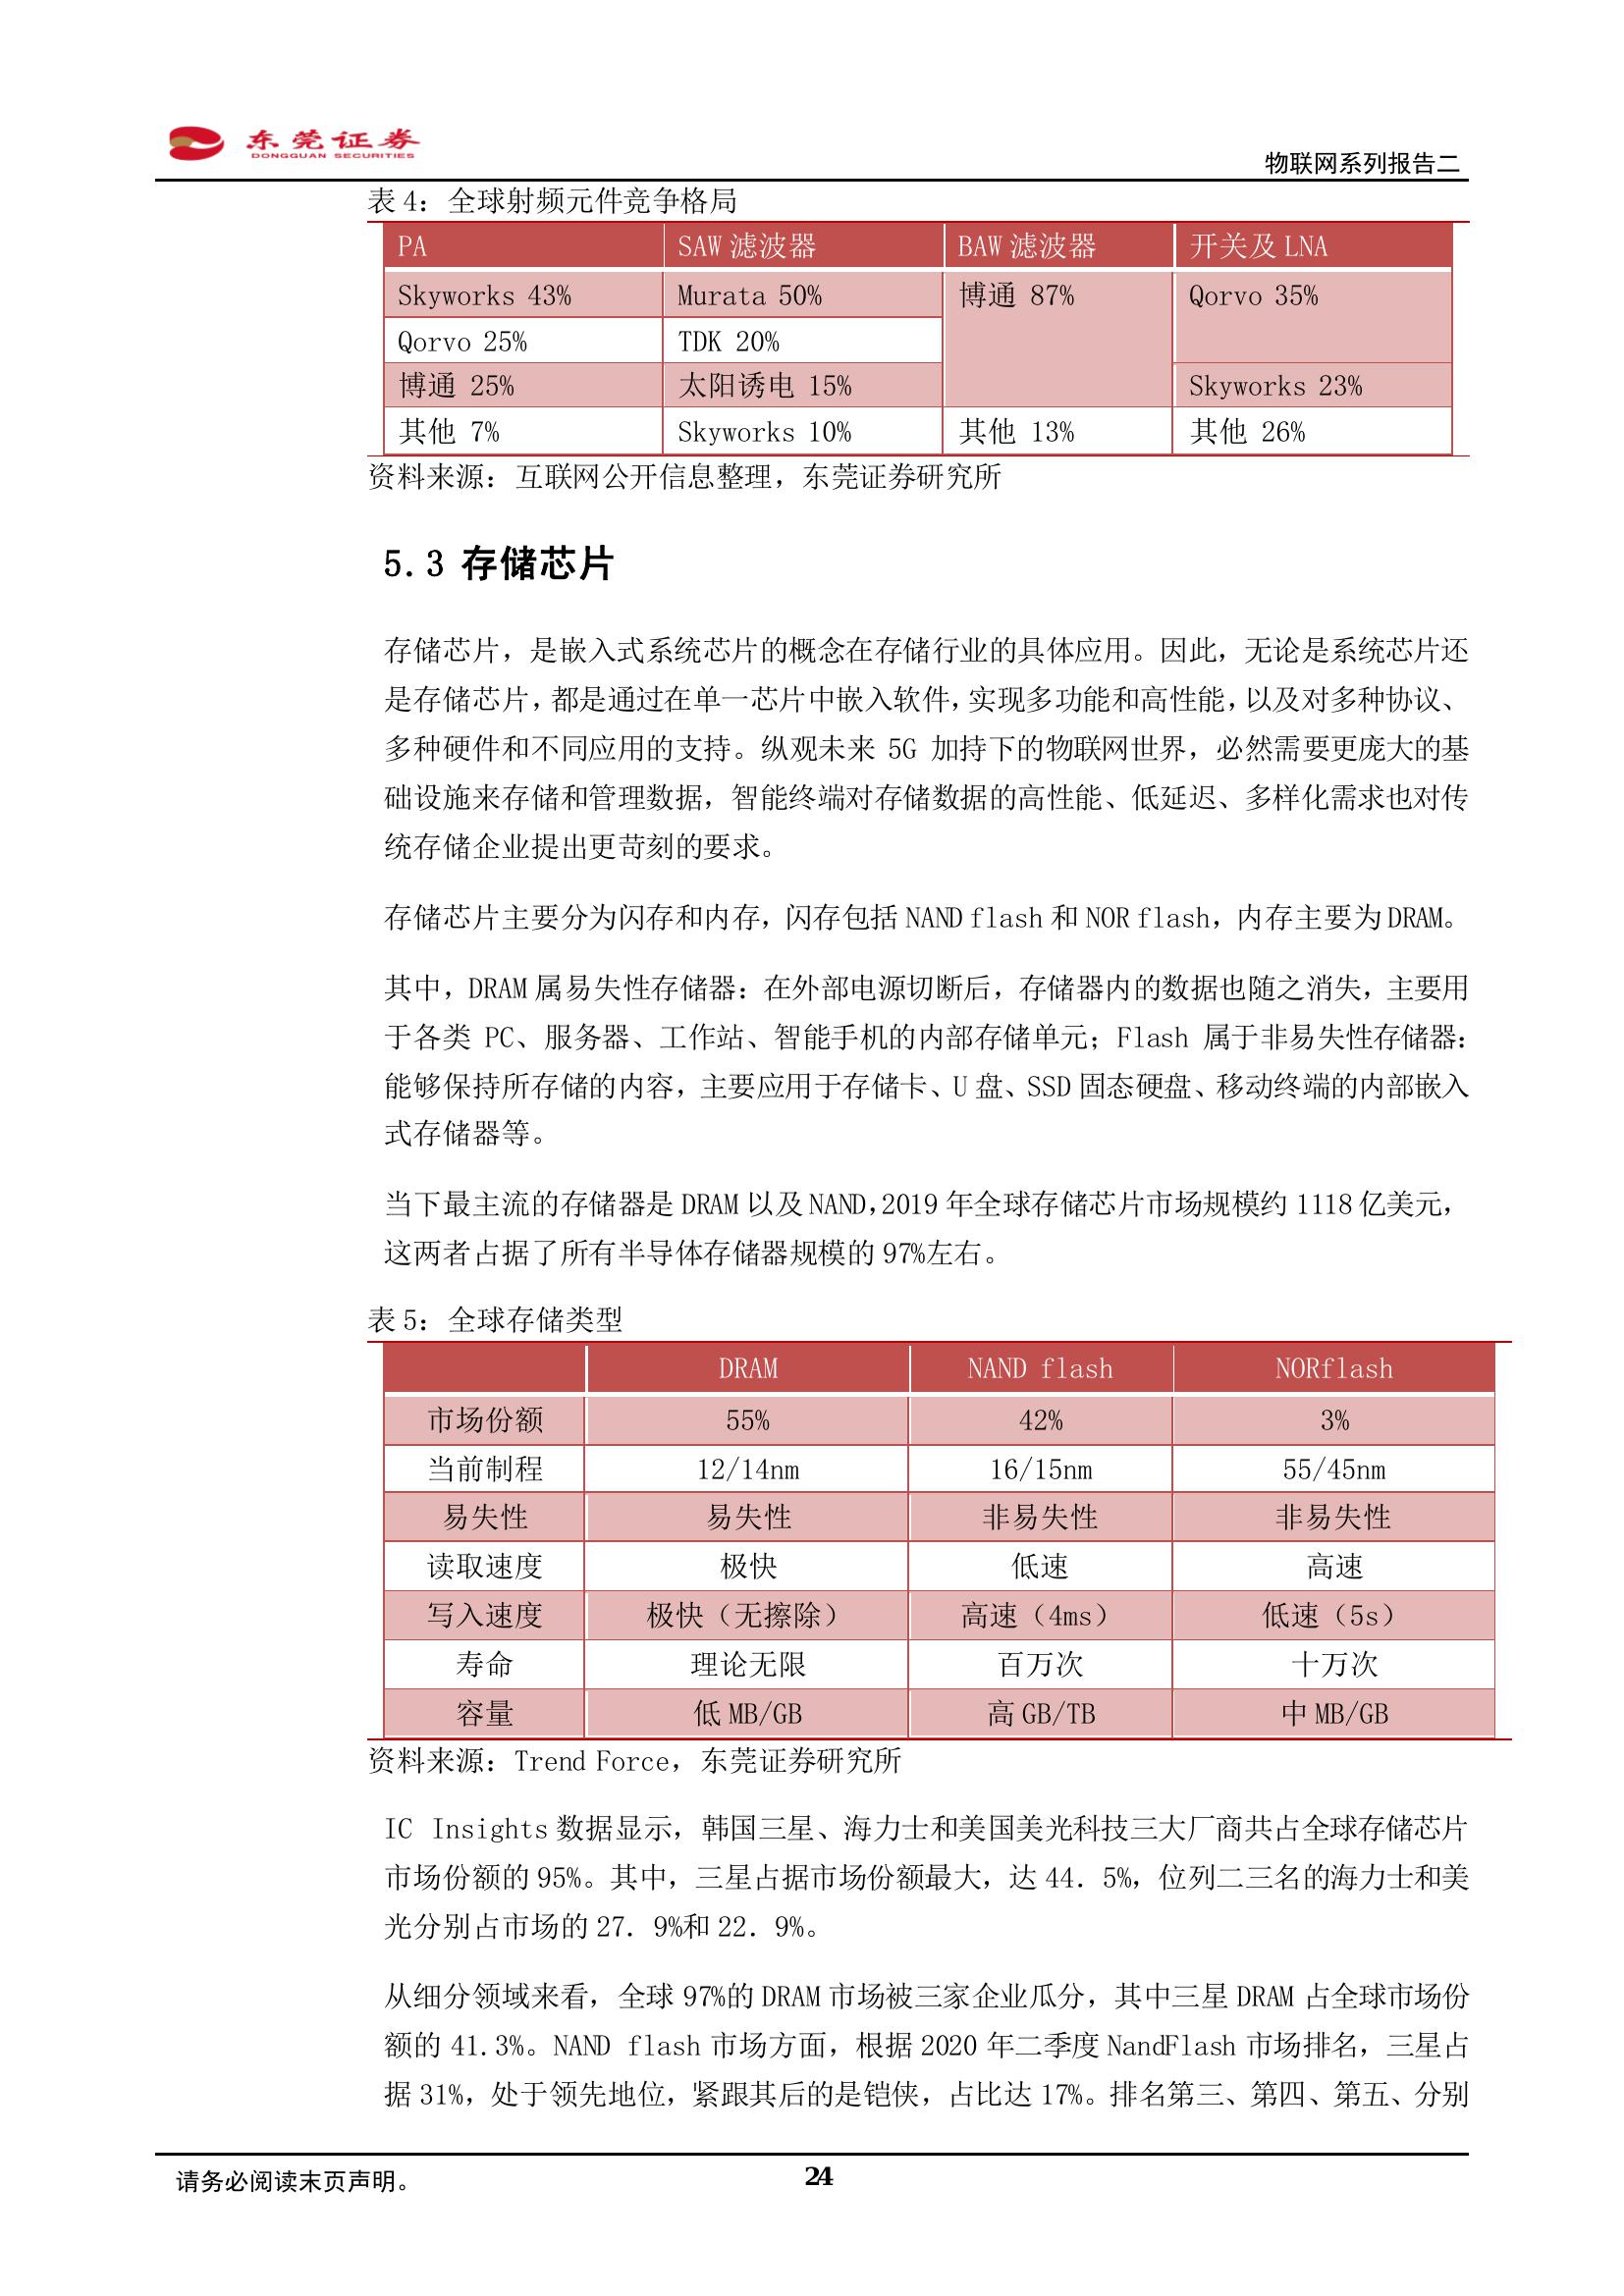 东莞证券
DONGGUAN SECURITIES
物联网系列报告二
表 4：全球射频元件竞争格局
PA SAW 滤波器 BAW 滤波器 开关及 LNA
Skyworks 43% Murata 50% 博通 87% Qorvo 35%
Qorvo 25% TDK 20%
博通 25% 太阳诱电 15% Skyworks 23%
其他 7% Skyworks 10% 其他 13% 其他 26%
资料来源：互联网公开信息整理，东莞证券研究所
5.3 存储芯片
存储芯片，是嵌入式系统芯片的概念在存储行业的具体应用。因此，无论是系统芯片还
是存储芯片，都是通过在单一芯片中嵌入软件，实现多功能和高性能，以及对多种协议、
多种硬件和不同应用的支持。纵观未来 5G 加持下的物联网世界，必然需要更庞大的基
础设施来存储和管理数据，智能终端对存储数据的高性能、低延迟、多样化需求也对传
统存储企业提出更苛刻的要求。
存储芯片主要分为闪存和内存，闪存包括 NAND flash 和 NOR flash，内存主要为 DRAM。
其中，DRAM 属易失性存储器：在外部电源切断后，存储器内的数据也随之消失，主要用
于各类 PC、服务器、工作站、智能手机的内部存储单元；Flash 属于非易失性存储器：
能够保持所存储的内容，主要应用于存储卡、U 盘、SSD 固态硬盘、移动终端的内部嵌入
式存储器等。
当下最主流的存储器是 DRAM 以及 NAND，2019 年全球存储芯片市场规模约 1118 亿美元，
这两者占据了所有半导体存储器规模的 97%左右。
表 5：全球存储类型
DRAM NAND flash NORflash
市场份额 55% 42% 3%
当前制程 12/14nm 16/15nm 55/45nm
易失性 易失性 非易失性 非易失性
读取速度 极快 低速 高速
写入速度 极快（无擦除） 高速（4ms） 低速（5s）
寿命 理论无限 百万次 十万次
容量 低 MB/GB 高 GB/TB 中 MB/GB
资料来源：Trend Force，东莞证券研究所
IC Insights 数据显示，韩国三星、海力士和美国美光科技三大厂商共占全球存储芯片
市场份额的 95%。其中，三星占据市场份额最大，达 44．5%，位列二三名的海力士和美
光分别占市场的 27．9%和 22．9%。
从细分领域来看，全球 97%的 DRAM 市场被三家企业瓜分，其中三星 DRAM 占全球市场份
额的 41.3%。NAND flash 市场方面，根据 2020 年二季度 NandFlash 市场排名，三星占
据 31%，处于领先地位，紧跟其后的是铠侠，占比达 17%。排名第三、第四、第五、分别
请务必阅读末页声明。
24